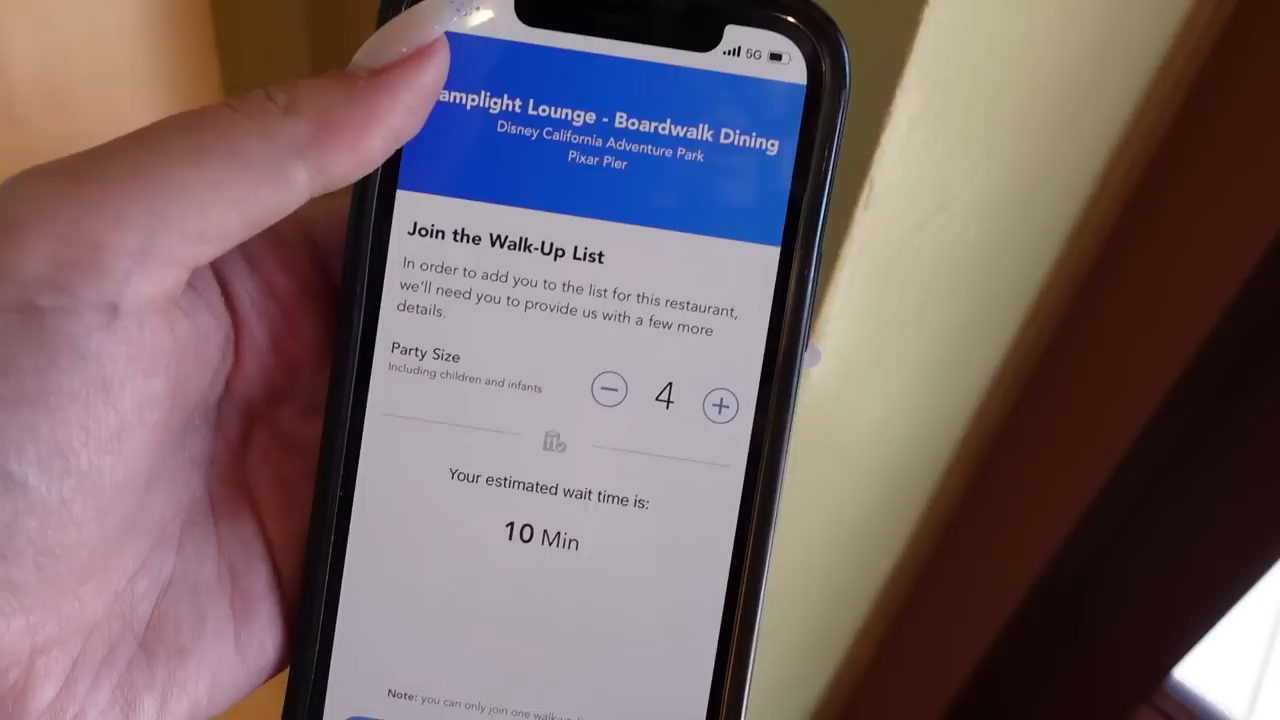 5G
amplight Lounge - Boardwalk Dining
Disney California Adventure Park
Pixar Pier
Join the Walk-Up List
In order to add you to the list for this restaurant,
we'll need you to provide us with a few more
details.
Party Size
Including children and infants
4
Your estimated wait time is:
10 Min
Note: you can only join one walk-up